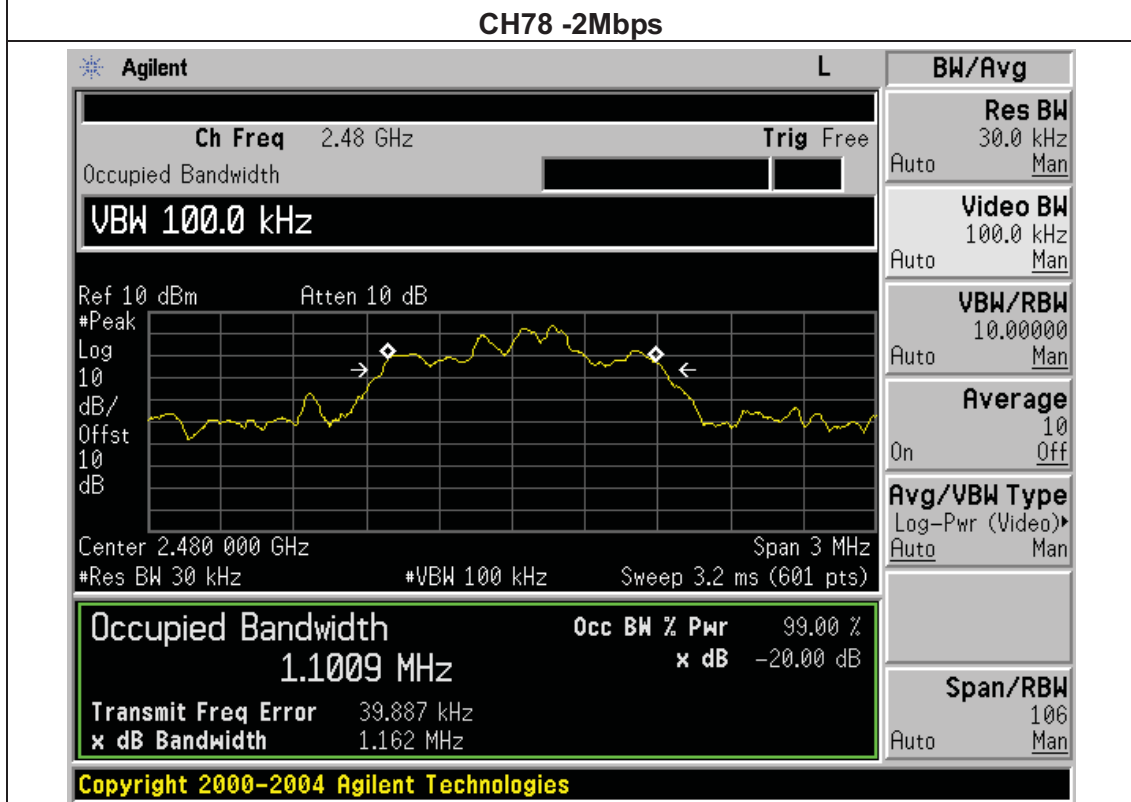 CH78 -2Mbps
Agilent L
Ch Freq 2.48 GHz Trig Free
Occupied Bandwidth
VBW 100.0 kHz
Ref 10 dBm Atten 10 dB
#Peak
Log
10
dB/
Offst
10
dB
Center 2.480 000 GHz Span 3 MHz
#Res BW 30 kHz #VBW 100 kHz Sweep 3.2 ms (601 pts)
Occupied Bandwidth Occ BW % Pwr 99.00 %
1.1009 MHz x dB -20.00 dB
Transmit Freq Error 39.887 kHz
x dB Bandwidth 1.162 MHz
Copyright 2000-2004 Agilent Technologies
BW/Avg
Res BW
30.0 kHz
Auto Man
Video BW
100.0 kHz
Auto Man
VBW/RBW
10.00000
Auto Man
Average
10
On Off
Avg/VBW Type
Log-Pwr (Video)
Auto Man
Span/RBW
106
Auto Man